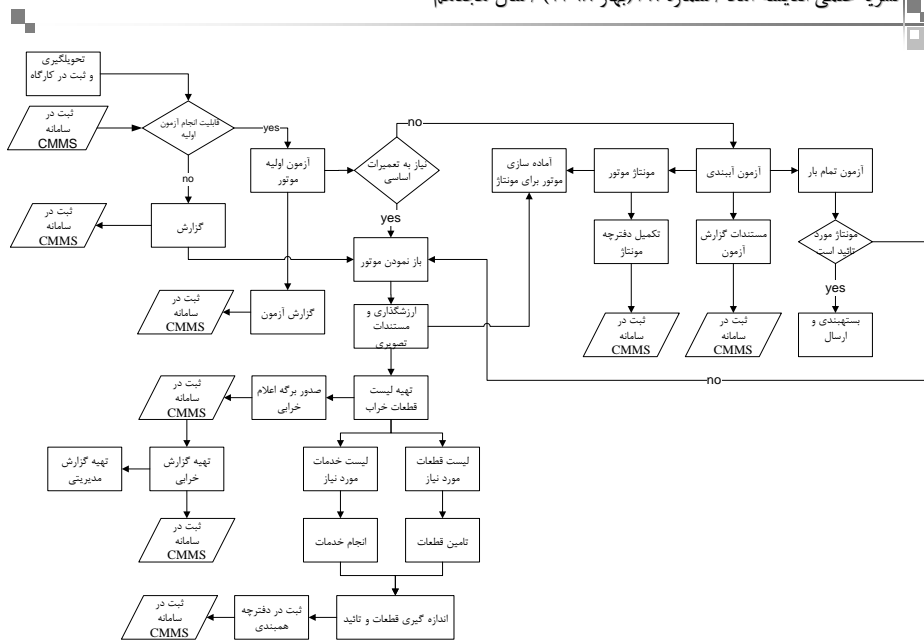 تحویلگیری
و ثبت در کارگاه
ثبت در
سامانه
CMMS
قابلیت انجام آزمون
اولیه
yes
no
آزمون اولیه
موتور
نیاز به تعمیرات
اساسی
no
yes
آماده سازی
موتور برای مونتاژ
مونتاژ موتور
آزمون آببندی
آزمون تمام بار
ثبت در
سامانه
CMMS
گزارش
باز نمودن موتور
تکمیل دفترچه
مونتاژ
مستندات گزارش
آزمون
مونتاژ مورد
تائید است
yes
ثبت در
سامانه
CMMS
گزارش آزمون
ارزشگذاری و
مستندات
تصویری
ثبت در
سامانه
CMMS
ثبت در
سامانه
CMMS
بستهبندی و
ارسال
no
ثبت در
سامانه
CMMS
صدور برگه اعلام
خرابی
تهیه لیست
قطعات خراب
تهیه گزارش
مدیریتی
تهیه گزارش
خرابی
لیست خدمات
مورد نیاز
لیست قطعات
مورد نیاز
ثبت در
سامانه
CMMS
انجام خدمات
تامین قطعات
ثبت در
سامانه
CMMS
ثبت در دفترچه
همبندی
اندازه گیری قطعات و تائید